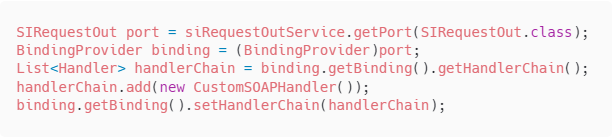 SIRequestOut port = siRequestOutService.getPort(SIRequestOut.class);
BindingProvider binding = (BindingProvider)port;
List<Handler> handlerChain = binding.getBinding().getHandlerChain();
handlerChain.add(new CustomSOAPHandler());
binding.getBinding().setHandlerChain(handlerChain);